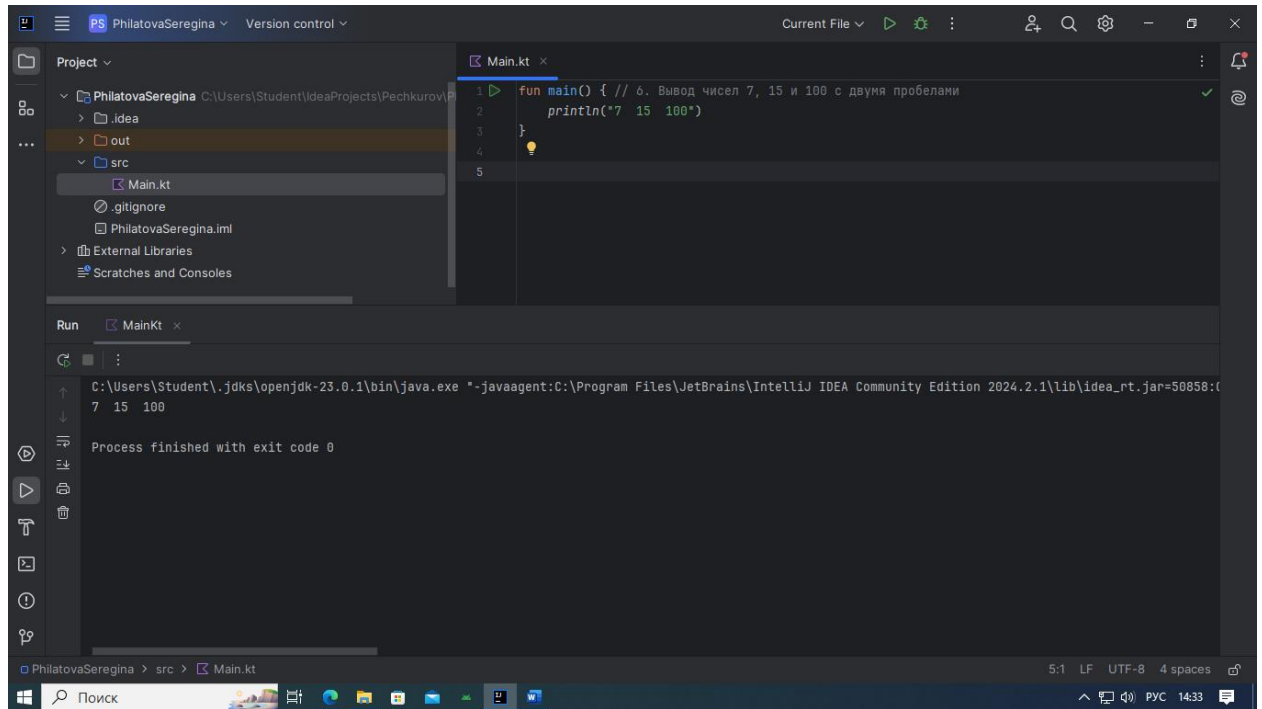 PS PhilatovaSeregina Version control Current File
Project
Main.kt
PhilatovaSeregina C:\Users\Student\IdeaProjects\Pechkurov\P
.idea
out
src
Main.kt
.gitignore
PhilatovaSeregina.iml
External Libraries
Scratches and Consoles
1 fun main() { // 6. Вывод чисел 7, 15 и 100 с двумя пробелами
2 println("7  15  100")
3 }
4
5
Run MainKt
C:\Users\Student\.jdks\openjdk-23.0.1\bin\java.exe "-javaagent:C:\Program Files\JetBrains\IntelliJ IDEA Community Edition 2024.2.1\lib\idea_rt.jar=50858:
7  15  100
Process finished with exit code 0
PhilatovaSeregina > src > Main.kt 5:1 LF UTF-8 4 spaces
Поиск РУС 14:33